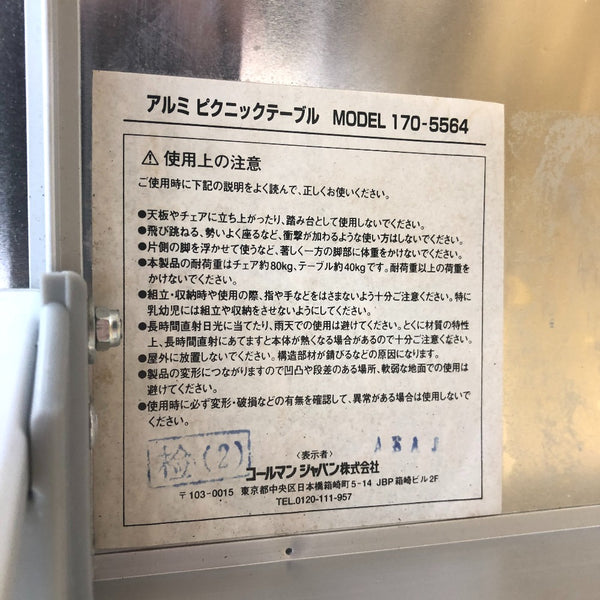 アルミ ピクニックテーブル MODEL 170-5564
⚠ 使用上の注意
ご使用時に下記の説明をよく読んで、正しくお使いください。
●天板やチェアに立ち上がったり、踏み台として使用しないでください。
●飛び跳ねる、勢いよく座るなど、衝撃が加わるような使い方はしないでください。
●片側の脚を浮かせて使うなど、著しく一方の脚部に体重をかけないでください。
●本製品の耐荷重はチェア約80kg、テーブル約40kgです。耐荷重以上の荷重を
かけないでください。
●組立・収納時や使用の際、指や手などをはさまないよう十分ご注意ください。特に
乳幼児には組立や収納をさせないようにしてください。
●長時間直射日光に当てたり、雨天での使用は避けてください。とくに材質の特性
上、長時間直射にあてますと本体が熱くなる場合があるので十分ご注意ください。
●屋外に放置しないでください。構造部材が錆びるなどの原因になります。
●製品の変形につながりますので凹凸や段差のある場所、軟弱な地面での使用は
避けてください。
●使用時に必ず変形・破損などの有無を確認して、異常がある場合は使用しないで
ください。
検(2)
〈表示者〉
コールマン ジャパン株式会社
〒103-0015 東京都中央区日本橋箱崎町5-14 JBP箱崎ビル2F
TEL.0120-111-957